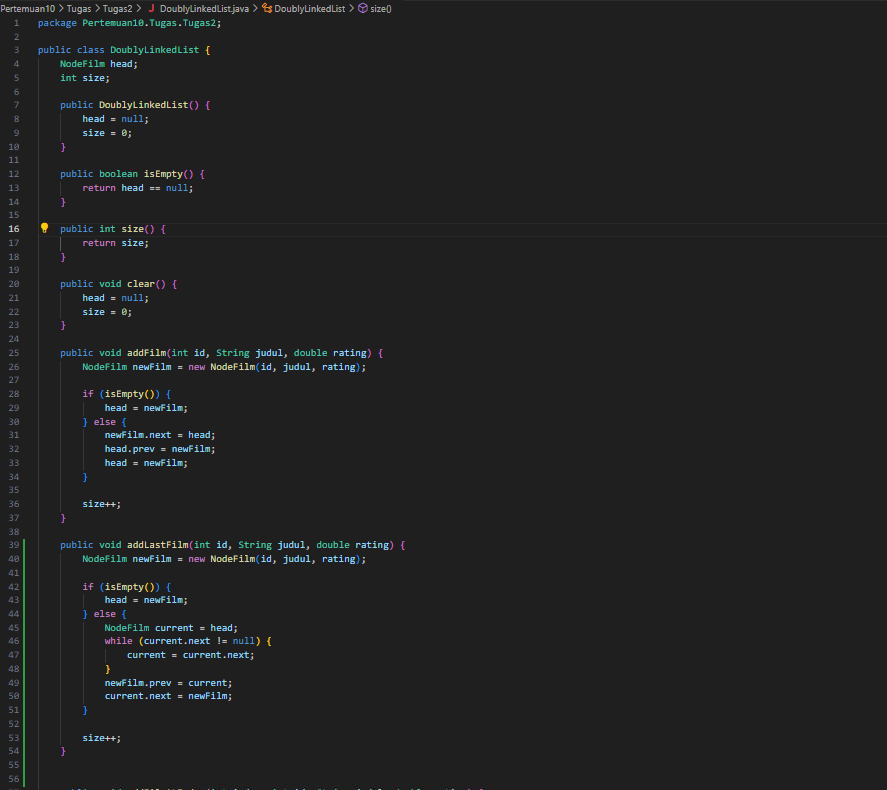 Pertemuan10 > Tugas > Tugas2 > J DoublyLinkedList.java > DoublyLinkedList > size()
1 package Pertemuan10.Tugas.Tugas2;
2
3 public class DoublyLinkedList {
4 NodeFilm head;
5 int size;
6
7 public DoublyLinkedList() {
8 head = null;
9 size = 0;
10 }
11
12 public boolean isEmpty() {
13 return head == null;
14 }
15
16 public int size() {
17 return size;
18 }
19
20 public void clear() {
21 head = null;
22 size = 0;
23 }
24
25 public void addFilm(int id, String judul, double rating) {
26 NodeFilm newFilm = new NodeFilm(id, judul, rating);
27
28 if (isEmpty()) {
29 head = newFilm;
30 } else {
31 newFilm.next = head;
32 head.prev = newFilm;
33 head = newFilm;
34 }
35
36 size++;
37 }
38
39 public void addLastFilm(int id, String judul, double rating) {
40 NodeFilm newFilm = new NodeFilm(id, judul, rating);
41
42 if (isEmpty()) {
43 head = newFilm;
44 } else {
45 NodeFilm current = head;
46 while (current.next != null) {
47 current = current.next;
48 }
49 newFilm.prev = current;
50 current.next = newFilm;
51 }
52
53 size++;
54 }
55
56